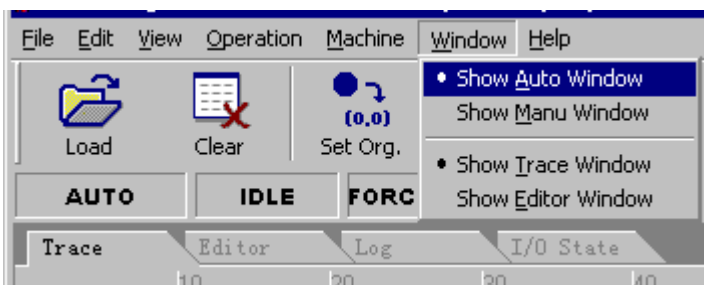 File Edit View Operation Machine Window Help
• Show Auto Window
Show Manu Window
• Show Trace Window
Show Editor Window
(0,0)
Load Clear Set Org.
AUTO IDLE FORC
Trace Editor Log I/O State
10 20 30 40